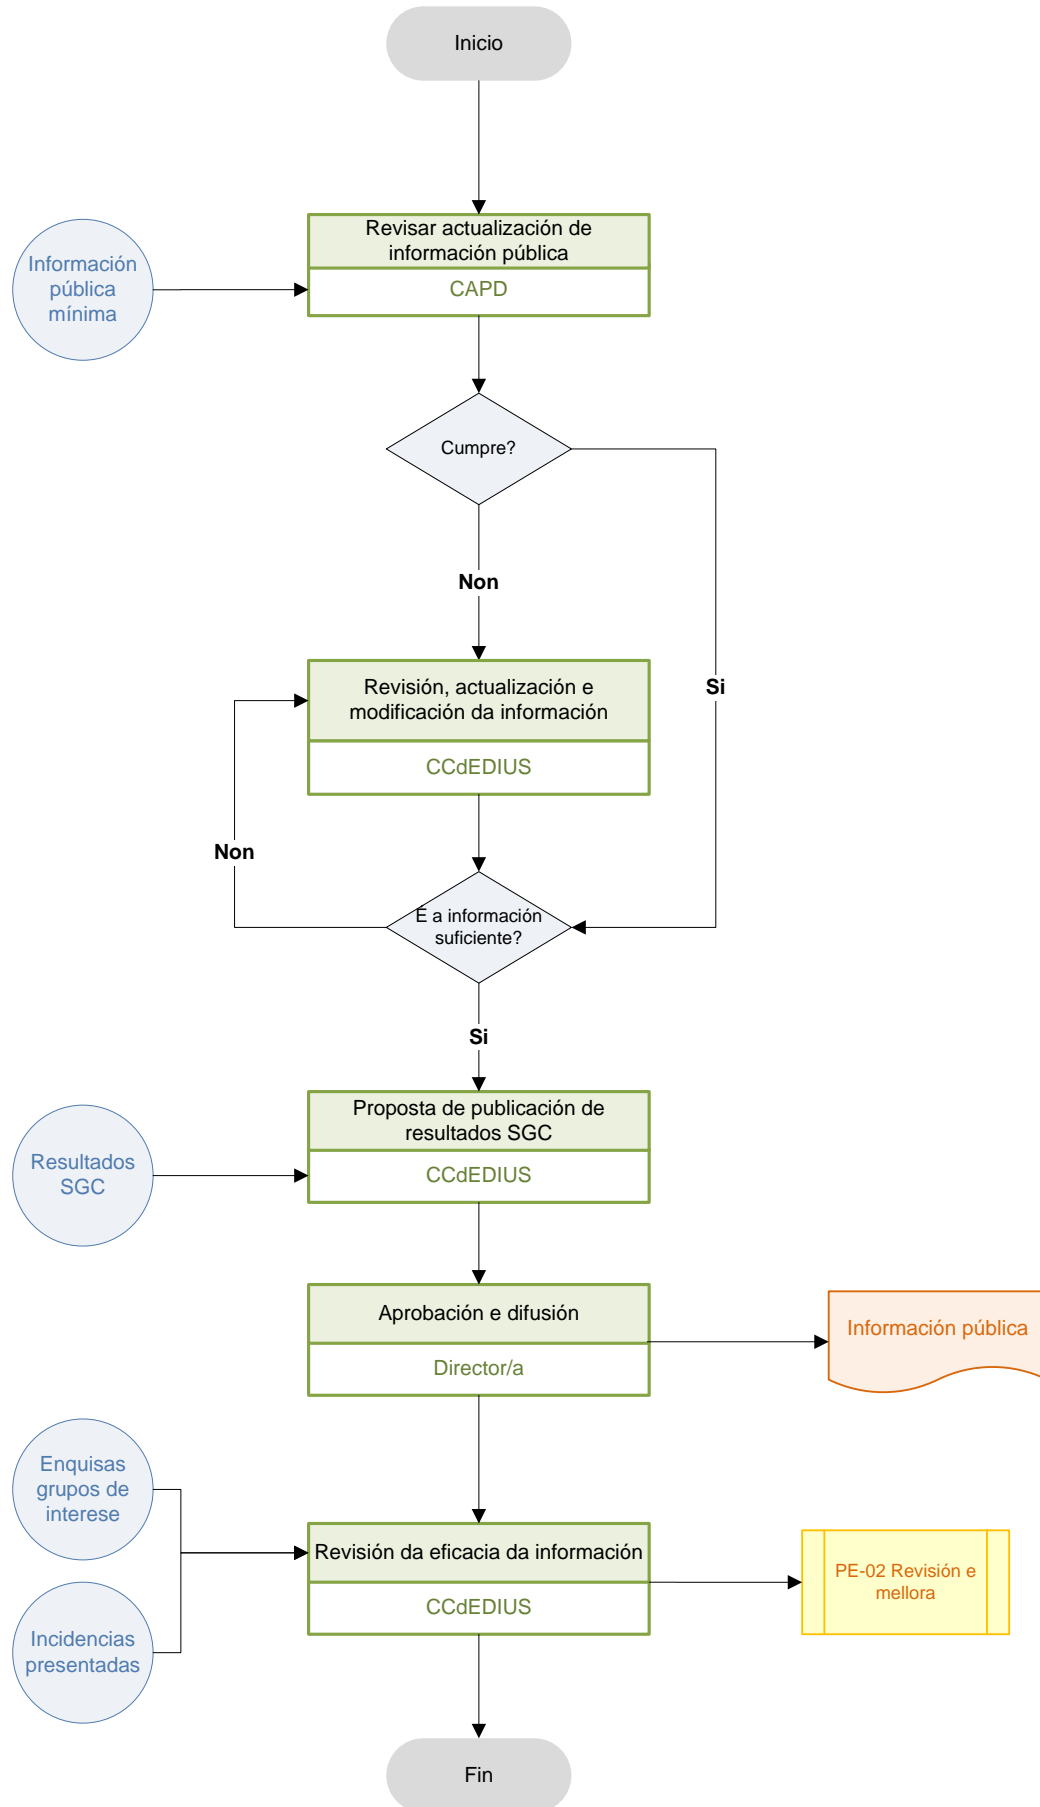 Inicio
Revisar actualización de
información pública
CAPD
Información
pública
mínima
Cumpre?
Non
Si
Revisión, actualización e
modificación da información
CCdEDIUS
Non
É a información
suficiente?
Si
Proposta de publicación de
resultados SGC
CCdEDIUS
Resultados
SGC
Aprobación e difusión
Director/a
Información pública
Enquisas
grupos de
interese
Revisión da eficacia da información
CCdEDIUS
PE-02 Revisión e
mellora
Incidencias
presentadas
Fin